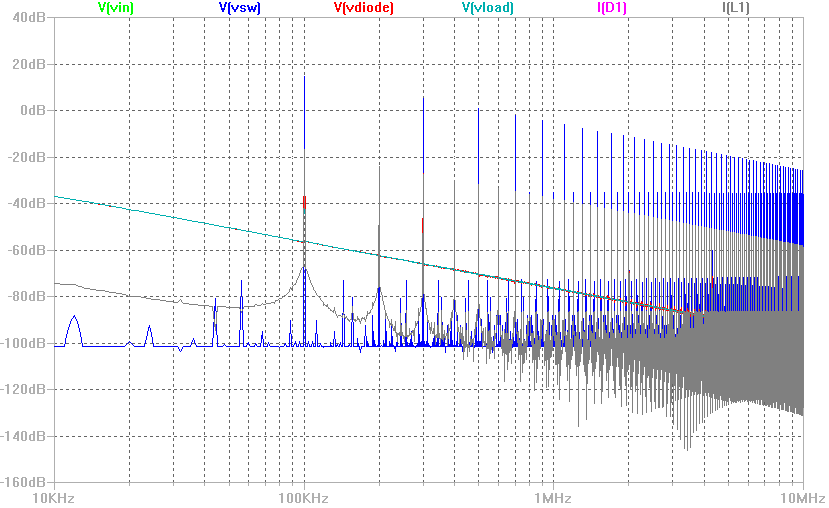 V(vin) V(vsw) V(vdiode) V(vload) I(D1) I(L1)
40dB
20dB
0dB
-20dB
-40dB
-60dB
-80dB
-100dB
-120dB
-140dB
-160dB
10KHz 100KHz 1MHz 10MHz